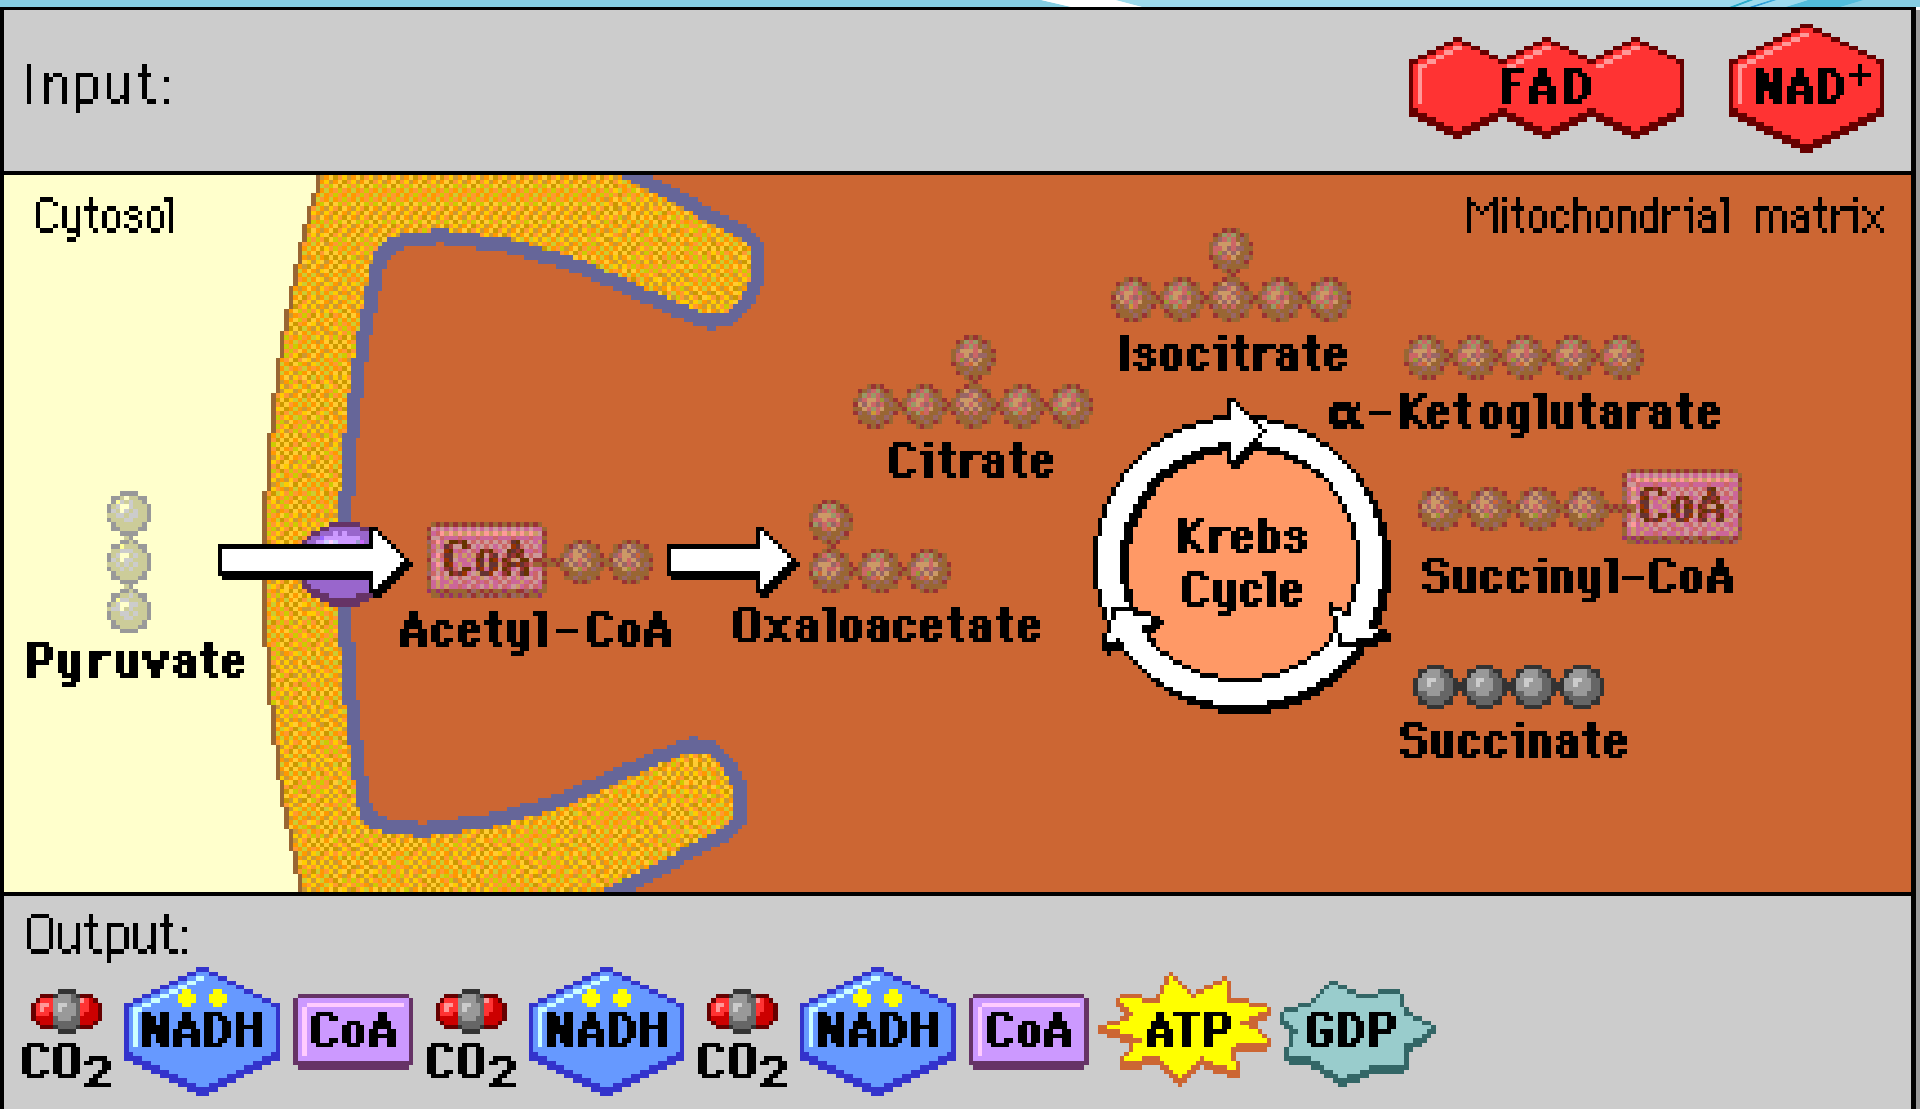 Input:
FAD
NAD⁺
Cytosol
Mitochondrial matrix
Isocitrate
α-Ketoglutarate
Citrate
Krebs
Cycle
CoA
Succinyl-CoA
CoA
Acetyl-CoA
Oxaloacetate
Pyruvate
Succinate
Output:
CO₂ NADH CoA CO₂ NADH CO₂ NADH CoA ATP GDP